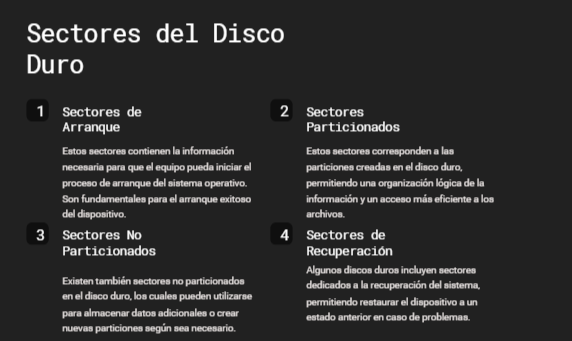 Sectores del Disco
Duro
1
Sectores de
Arranque
Estos sectores contienen la información
necesaria para que el equipo pueda iniciar el
proceso de arranque del sistema operativo.
Son fundamentales para el arranque exitoso
del dispositivo.
2
Sectores
Particionados
Estos sectores corresponden a las
particiones creadas en el disco duro,
permitiendo una organización lógica de la
información y un acceso más eficiente a los
archivos.
3
Sectores No
Particionados
Existen también sectores no particionados
en el disco duro, los cuales pueden utilizarse
para almacenar datos adicionales o crear
nuevas particiones según sea necesario.
4
Sectores de
Recuperación
Algunos discos duros incluyen sectores
dedicados a la recuperación del sistema,
permitiendo restaurar el dispositivo a un
estado anterior en caso de problemas.